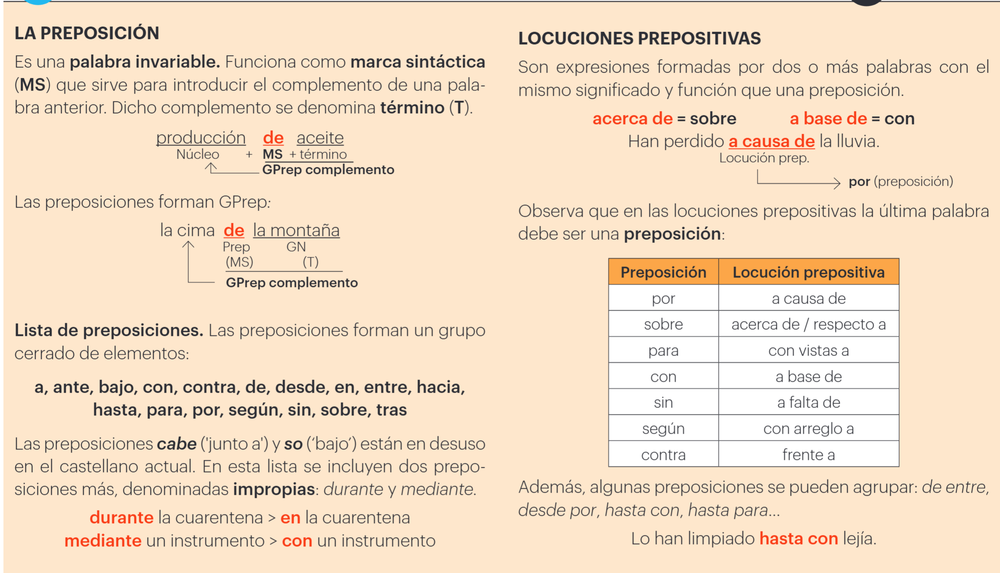 LA PREPOSICIÓN
Es una palabra invariable. Funciona como marca sintáctica
(MS) que sirve para introducir el complemento de una pala-
bra anterior. Dicho complemento se denomina término (T).
producción de aceite
Núcleo + MS + término
GPrep complemento
Las preposiciones forman GPrep:
la cima de la montaña
Prep GN
(MS) (T)
GPrep complemento
Lista de preposiciones. Las preposiciones forman un grupo
cerrado de elementos:
a, ante, bajo, con, contra, de, desde, en, entre, hacia,
hasta, para, por, según, sin, sobre, tras
Las preposiciones cabe ('junto a') y so (‘bajo’) están en desuso
en el castellano actual. En esta lista se incluyen dos prepo-
siciones más, denominadas impropias: durante y mediante.
durante la cuarentena > en la cuarentena
mediante un instrumento > con un instrumento
LOCUCIONES PREPOSITIVAS
Son expresiones formadas por dos o más palabras con el
mismo significado y función que una preposición.
acerca de = sobre a base de = con
Han perdido a causa de la lluvia.
Locución prep.
por (preposición)
Observa que en las locuciones prepositivas la última palabra
debe ser una preposición:
Preposición Locución prepositiva
por a causa de
sobre acerca de / respecto a
para con vistas a
con a base de
sin a falta de
según con arreglo a
contra frente a
Además, algunas preposiciones se pueden agrupar: de entre,
desde por, hasta con, hasta para...
Lo han limpiado hasta con lejía.